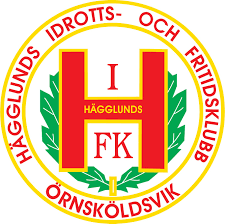 HÄGGLUNDS IDROTTS- OCH FRITIDSKLUBB
I
HÄGGLUNDS
FK
ÖRNSKÖLDSVIK